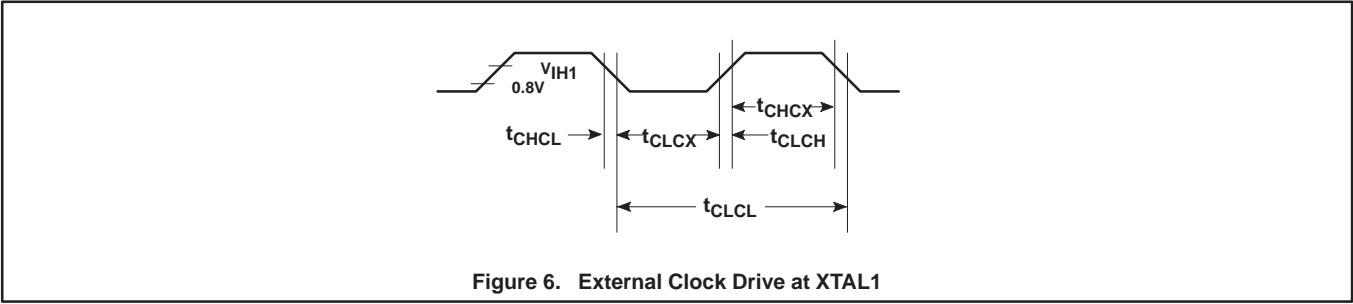 VIH1
0.8V
tCHCX
tCHCL
tCLCX
tCLCH
tCLCL
Figure 6. External Clock Drive at XTAL1